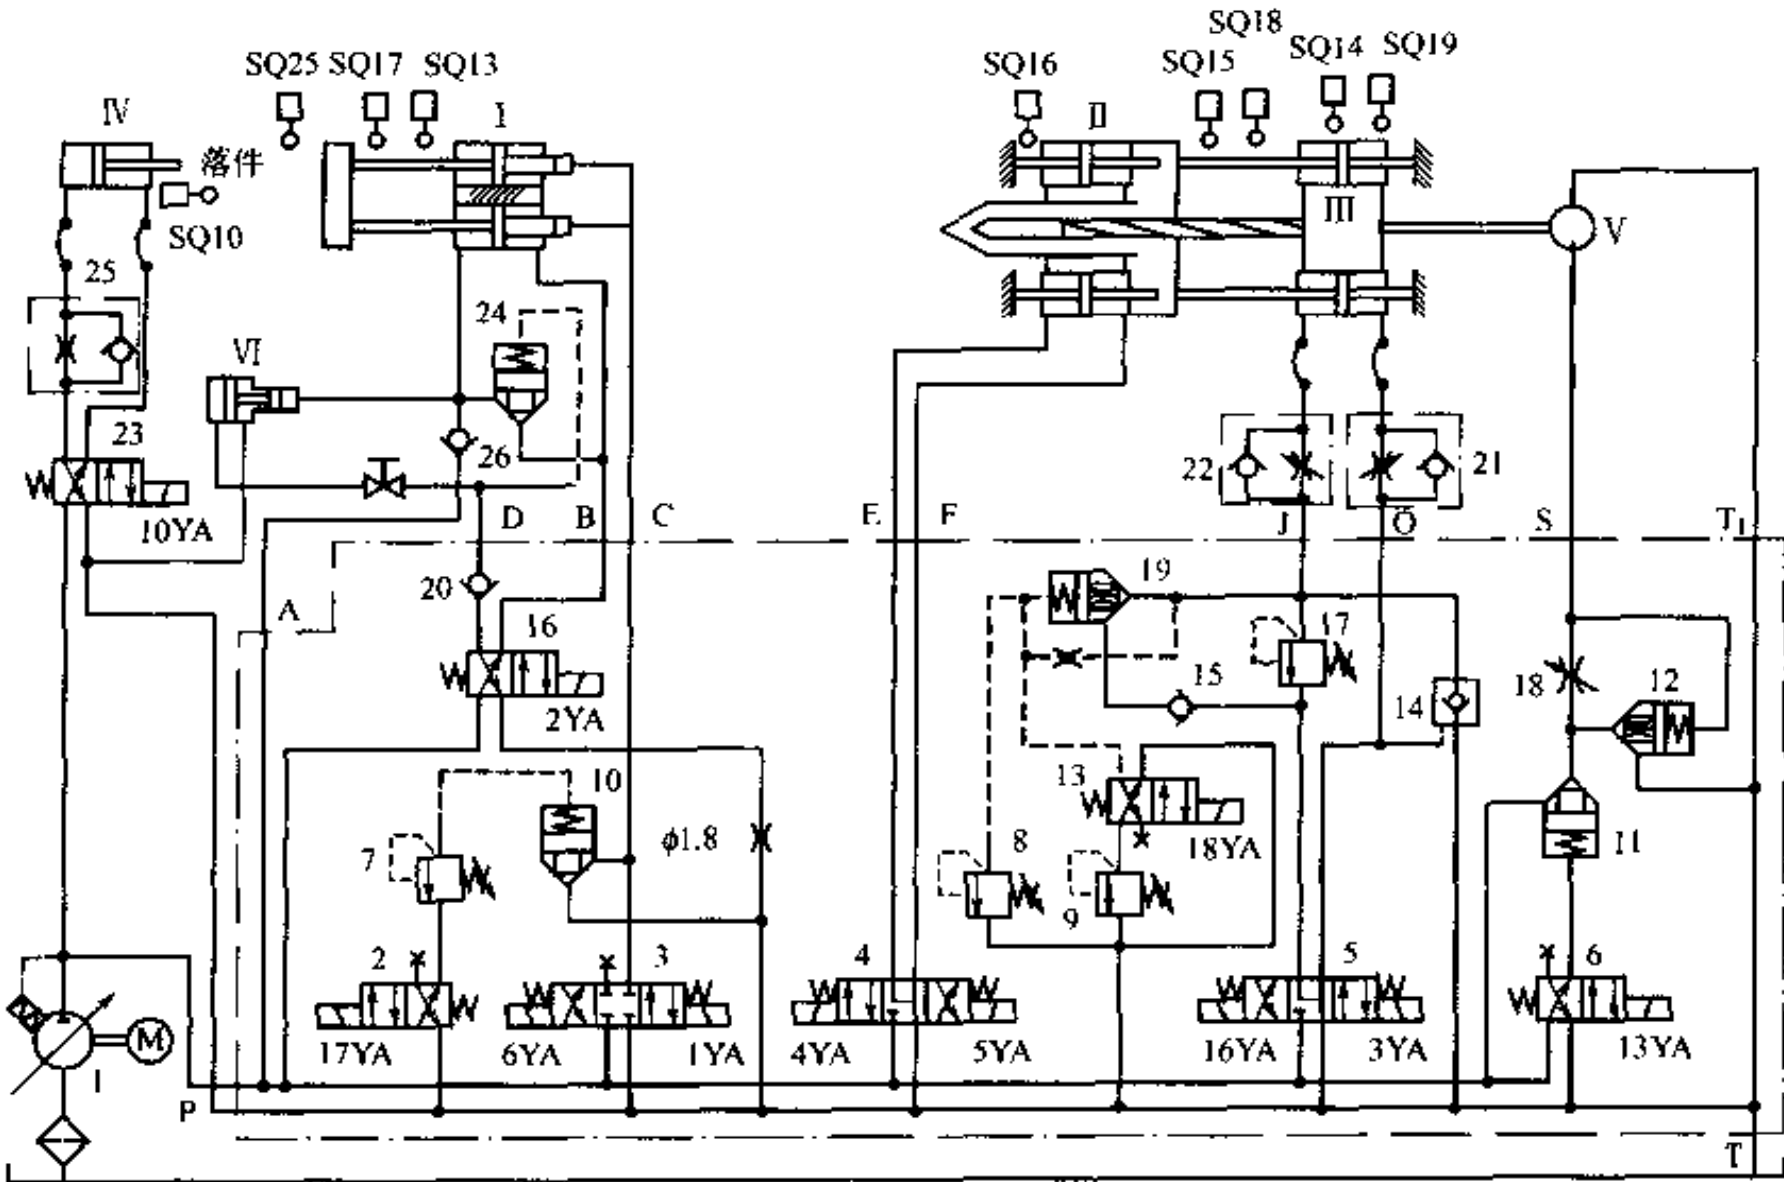 SQ18
SQ25 SQ17 SQ13
SQ16 SQ15 SQ14 SQ19
IV
I
II
落件
SQ10
III
V
25
24
VI
23
26
22
21
10YA
D B C E F J O S T1
20
19
A
16
17
15
18 12
14
2YA
10
13
φ1.8
7
8
18YA
11
9
2 3 4 5 6
17YA 6YA 1YA 4YA 5YA 16YA 3YA 13YA
M
1
P
T